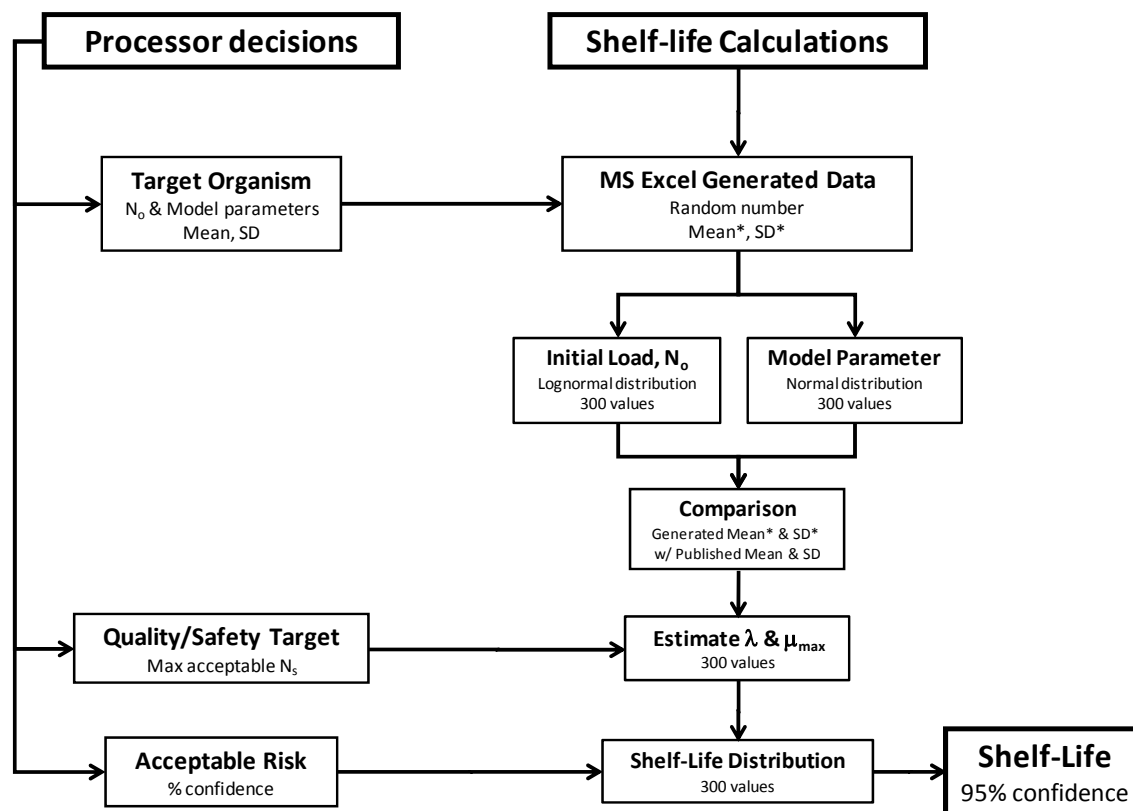 Processor decisions
Shelf-life Calculations
Target Organism
No & Model parameters
Mean, SD
MS Excel Generated Data
Random number
Mean*, SD*
Initial Load, No
Lognormal distribution
300 values
Model Parameter
Normal distribution
300 values
Comparison
Generated Mean* & SD*
w/ Published Mean & SD
Quality/Safety Target
Max acceptable Ns
Estimate λ & μmax
300 values
Acceptable Risk
% confidence
Shelf-Life Distribution
300 values
Shelf-Life
95% confidence